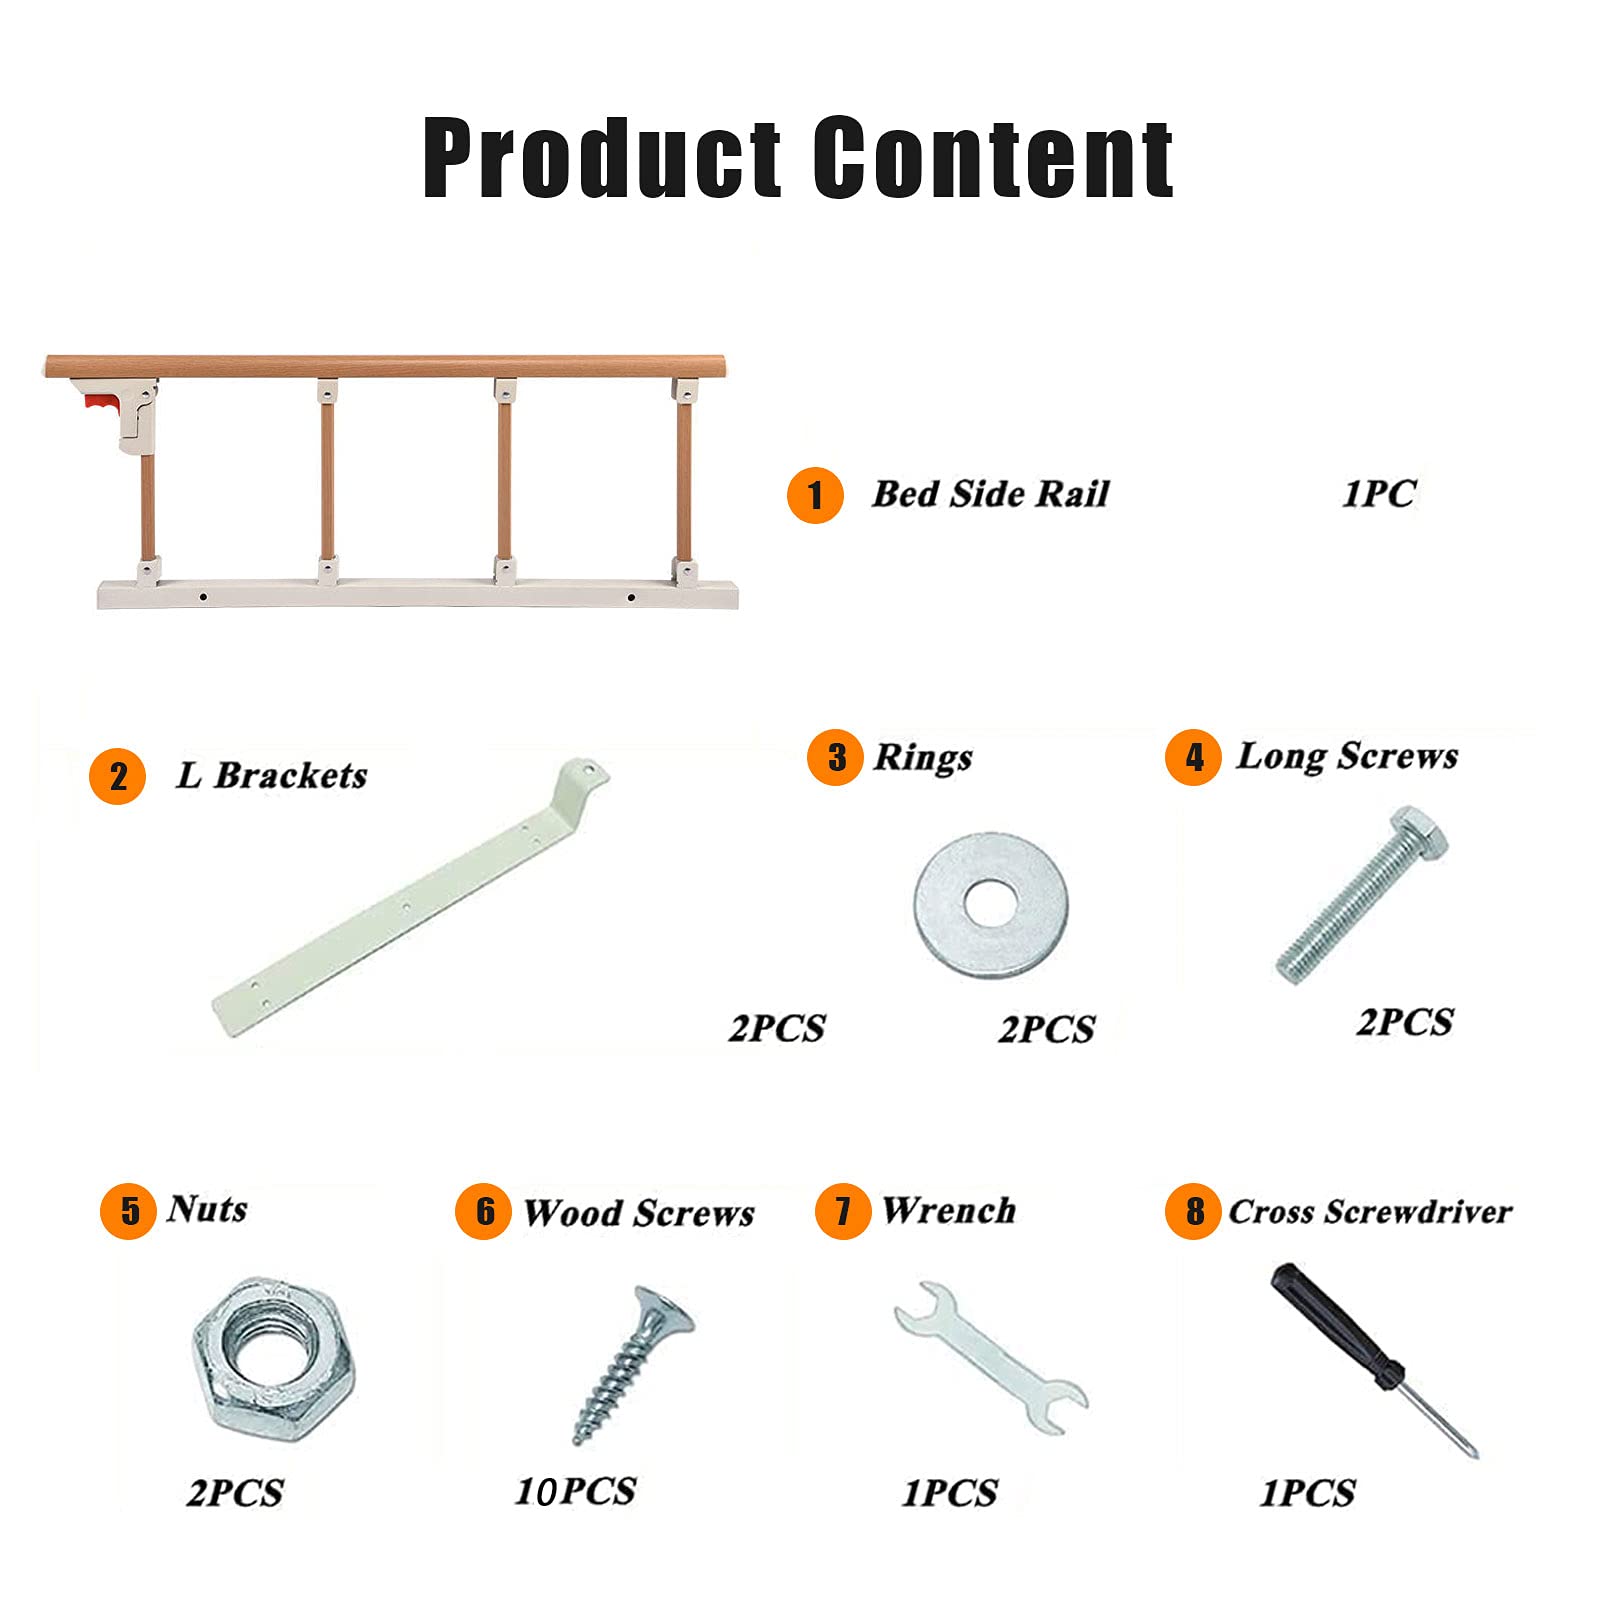 Product Content
1 Bed Side Rail 1PC
2 L Brackets
2PCS
3 Rings
2PCS
4 Long Screws
2PCS
5 Nuts
2PCS
6 Wood Screws
10PCS
7 Wrench
1PCS
8 Cross Screwdriver
1PCS